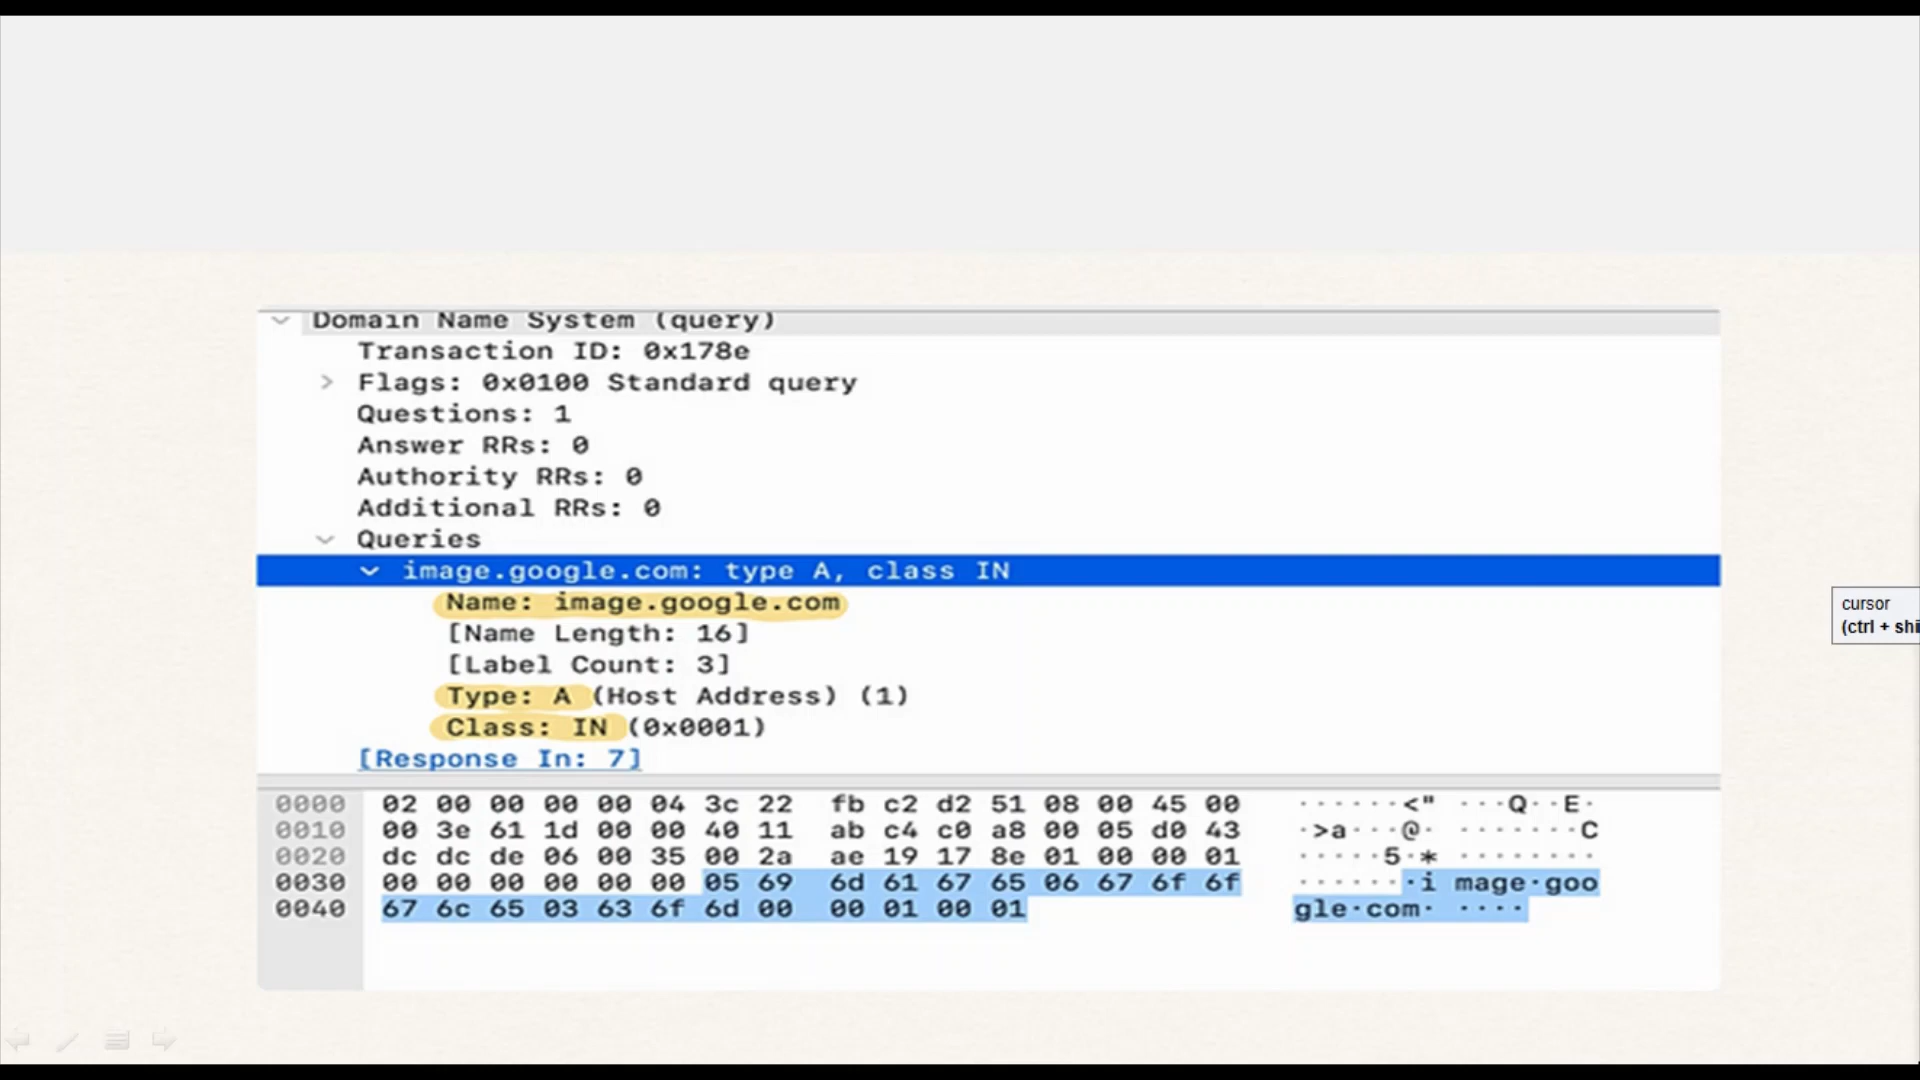 Domain Name System (query)
Transaction ID: 0x178e
Flags: 0x0100 Standard query
Questions: 1
Answer RRs: 0
Authority RRs: 0
Additional RRs: 0
Queries
image.google.com: type A, class IN
Name: image.google.com
[Name Length: 16]
[Label Count: 3]
Type: A (Host Address) (1)
Class: IN (0x0001)
[Response In: 7]
0000 02 00 00 00 00 04 3c 22 fb c2 d2 51 08 00 45 00 ······<" ···Q··E·
0010 00 3e 61 1d 00 00 40 11 ab c4 c0 a8 00 05 d0 43 ·>a···@· ·······C
0020 dc dc de 06 00 35 00 2a ae 19 17 8e 01 00 00 01 ·····5·* ········
0030 00 00 00 00 00 00 05 69 6d 61 67 65 06 67 6f 6f ·······i mage·goo
0040 67 6c 65 03 63 6f 6d 00 00 01 00 01 gle·com· ····
cursor
(ctrl + shi